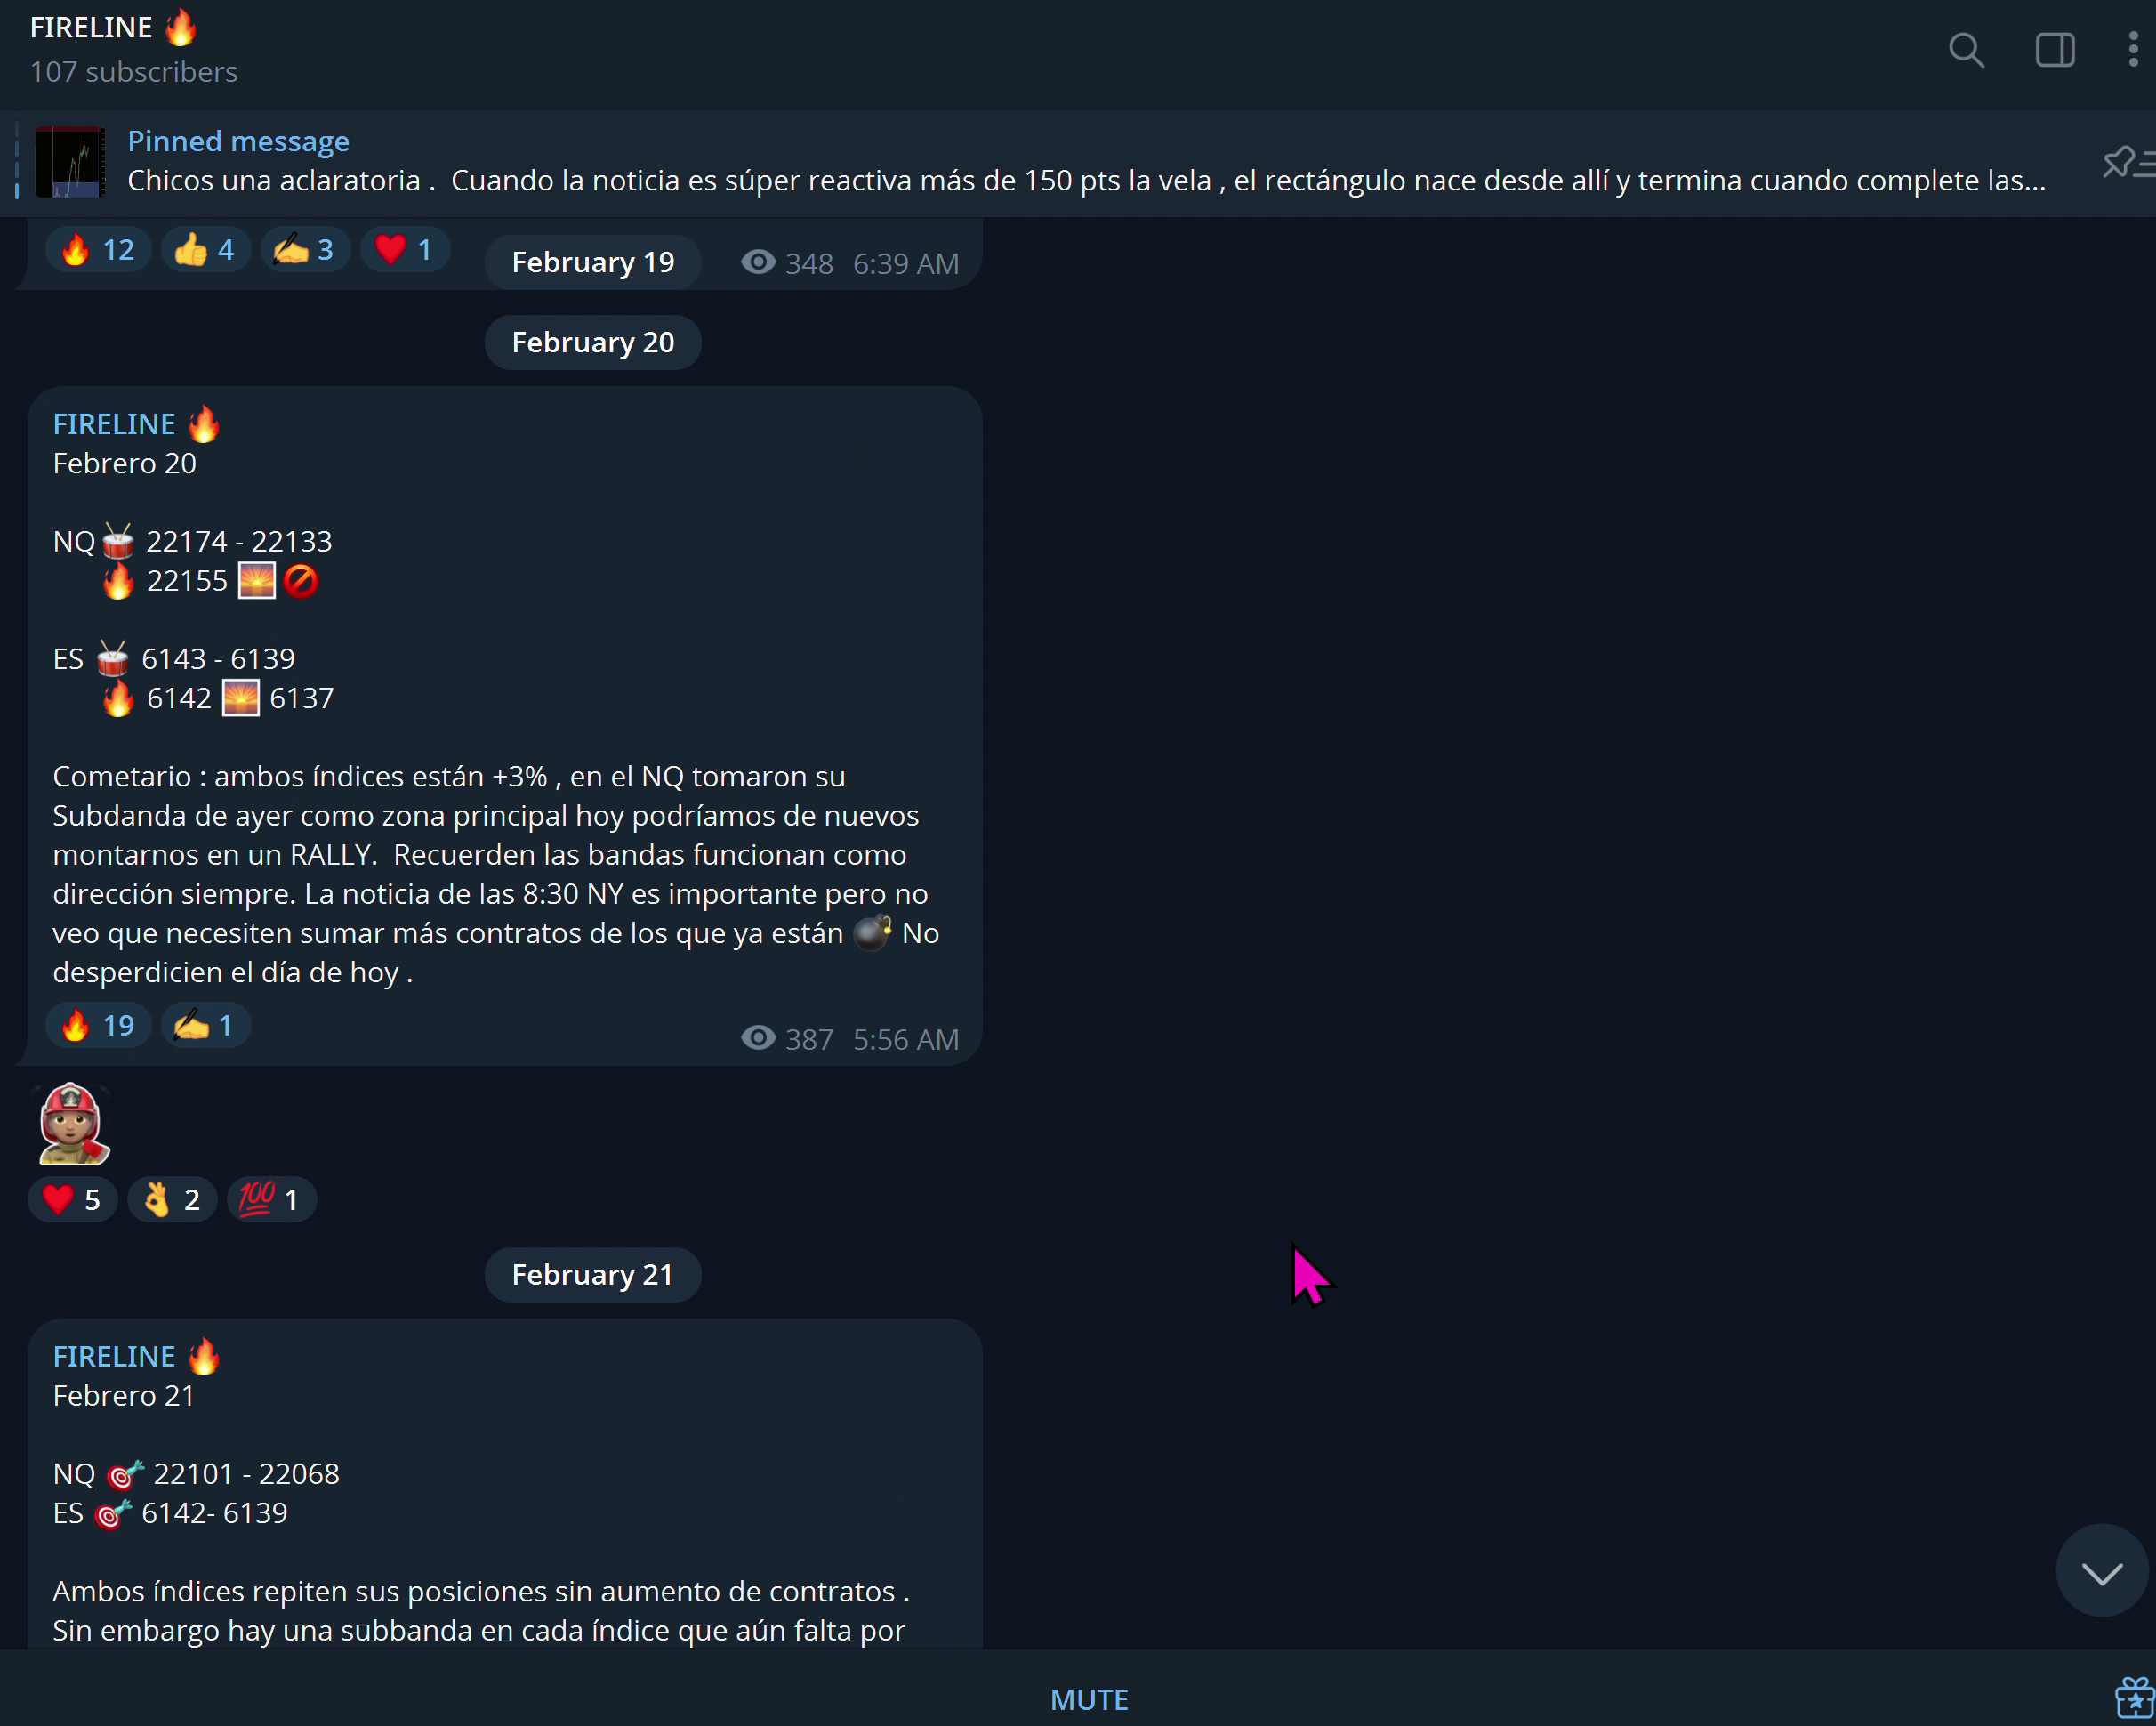 FIRELINE 🔥
107 subscribers
Pinned message
Chicos una aclaratoria .  Cuando la noticia es súper reactiva más de 150 pts la vela , el rectángulo nace desde allí y termina cuando complete las...
🔥 12 👍 4 ✍️ 3 ❤️ 1
February 19
348 6:39 AM
February 20
FIRELINE 🔥
Febrero 20
NQ🥁 22174 - 22133
🔥 22155 🌅🚫
ES 🥁 6143 - 6139
🔥 6142 🌅 6137
Cometario : ambos índices están +3% , en el NQ tomaron su
Subdanda de ayer como zona principal hoy podríamos de nuevos
montarnos en un RALLY.  Recuerden las bandas funcionan como
dirección siempre. La noticia de las 8:30 NY es importante pero no
veo que necesiten sumar más contratos de los que ya están 💣 No
desperdicien el día de hoy .
🔥 19 ✍️ 1
387 5:56 AM
❤️ 5 👌 2 💯 1
February 21
FIRELINE 🔥
Febrero 21
NQ 🎯 22101 - 22068
ES 🎯 6142- 6139
Ambos índices repiten sus posiciones sin aumento de contratos .
Sin embargo hay una subbanda en cada índice que aún falta por
MUTE